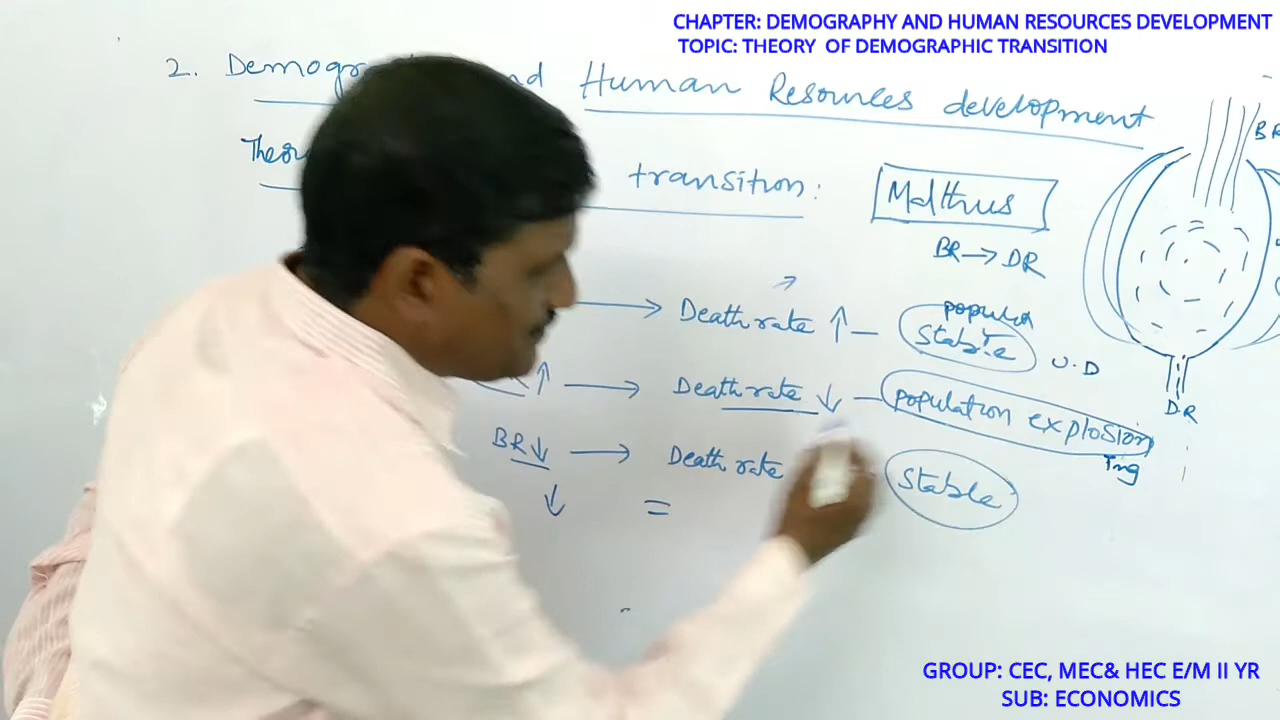 CHAPTER: DEMOGRAPHY AND HUMAN RESOURCES DEVELOPMENT
TOPIC: THEORY OF DEMOGRAPHIC TRANSITION
2. Demogr nd Human Resources development
Theor transition: Malthus
BR
BR → DR
→ Death rate ↑ — popula
Stable
U.D
↑ → Death rate ↓ — population explosion
D.R
Ing
BR ↓ → Death rate Stable
↓ =
GROUP: CEC, MEC& HEC E/M II YR
SUB: ECONOMICS